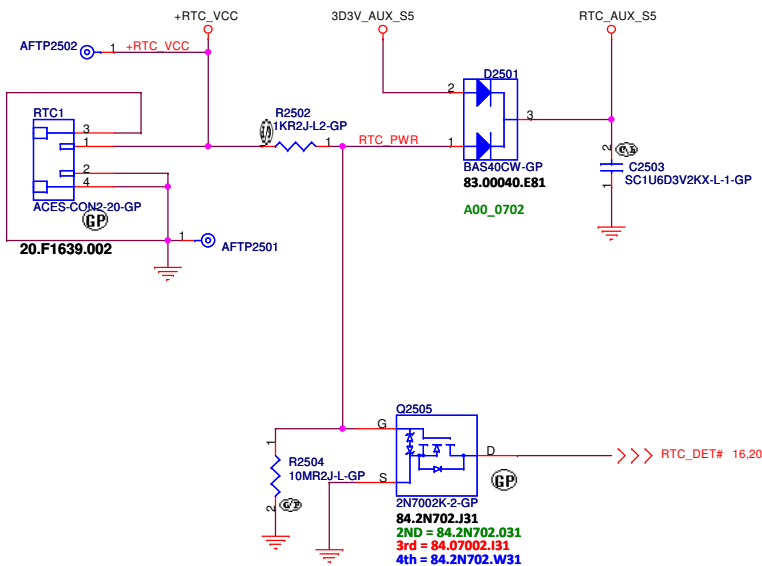 +RTC_VCC
3D3V_AUX_S5
RTC_AUX_S5
AFTP2502
1
+RTC_VCC
D2501
2
RTC1
R2502
1KR2J-L2-GP
3
3
1
1
RTC_PWR
1
2
BAS40CW-GP
2
C2503
4
83.00040.E81
1
SC1U6D3V2KX-L-1-GP
ACES-CON2-20-GP
GP
A00_0702
1
AFTP2501
20.F1639.002
Q2505
G
1
D
RTC_DET# 16,20
R2504
10MR2J-L-GP
S
GP
2
2N7002K-2-GP
84.2N702.J31
2ND = 84.2N702.031
3rd = 84.07002.I31
4th = 84.2N702.W31